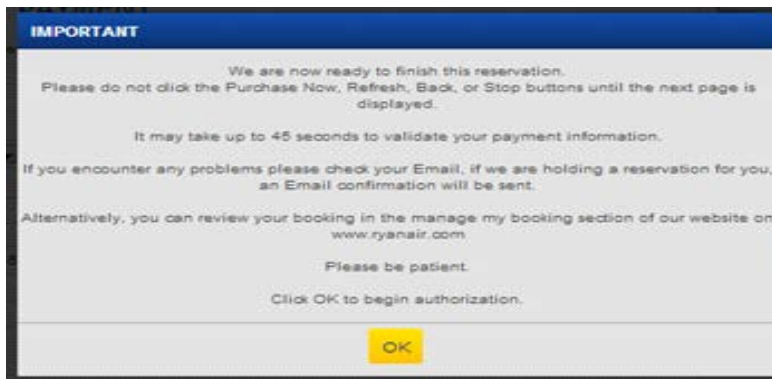 IMPORTANT
We are now ready to finish this reservation.
Please do not click the Purchase Now, Refresh, Back, or Stop buttons until the next page is
displayed.
It may take up to 45 seconds to validate your payment information.
If you encounter any problems please check your Email, if we are holding a reservation for you,
an Email confirmation will be sent.
Alternatively, you can review your booking in the manage my booking section of our website on
www.ryanair.com
Please be patient.
Click OK to begin authorization.
OK